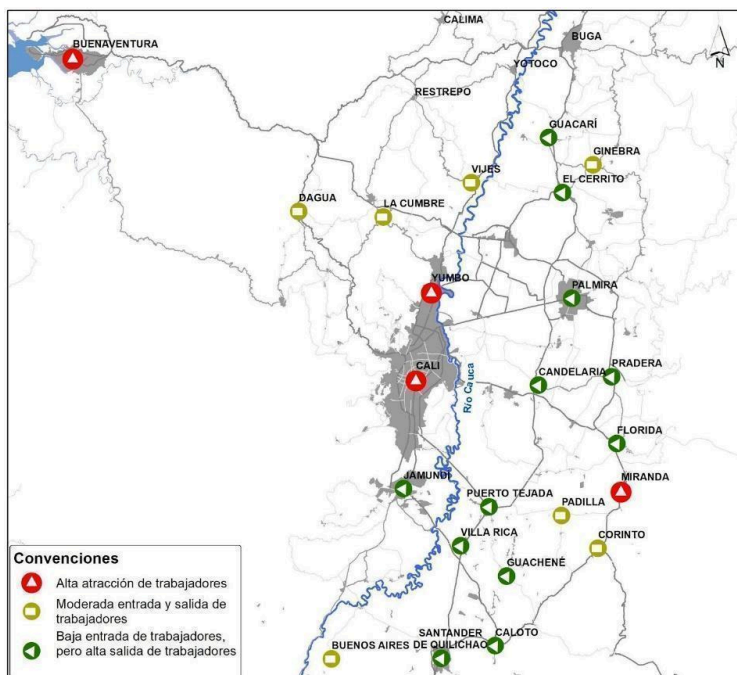 CALIMA
BUENAVENTURA
BUGA
YOTOCO
RESTREPO
GUACARÍ
GINEBRA
VIJES
EL CERRITO
DAGUA
LA CUMBRE
N
YUMBO
PALMIRA
CALI
Río Cauca
CANDELARIA
PRADERA
FLORIDA
JAMUNDÍ
MIRANDA
PUERTO TEJADA
PADILLA
VILLA RICA
CORINTO
GUACHENÉ
SANTANDER
DE QUILICHAO
CALOTO
BUENOS AIRES
Convenciones
Alta atracción de trabajadores
Moderada entrada y salida de
trabajadores
Baja entrada de trabajadores,
pero alta salida de trabajadores